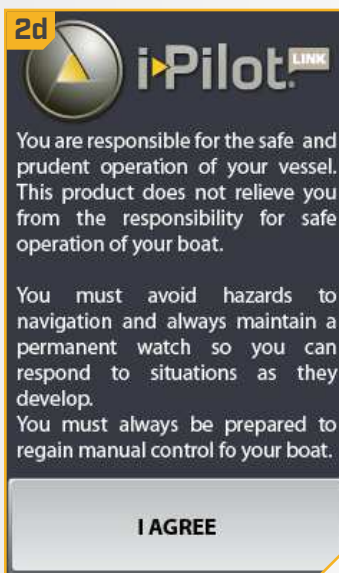 2d
i-Pilot. LINK
You are responsible for the safe and
prudent operation of your vessel.
This product does not relieve you
from the responsibility for safe
operation of your boat.
You must avoid hazards to
navigation and always maintain a
permanent watch so you can
respond to situations as they
develop.
You must always be prepared to
regain manual control fo your boat.
I AGREE